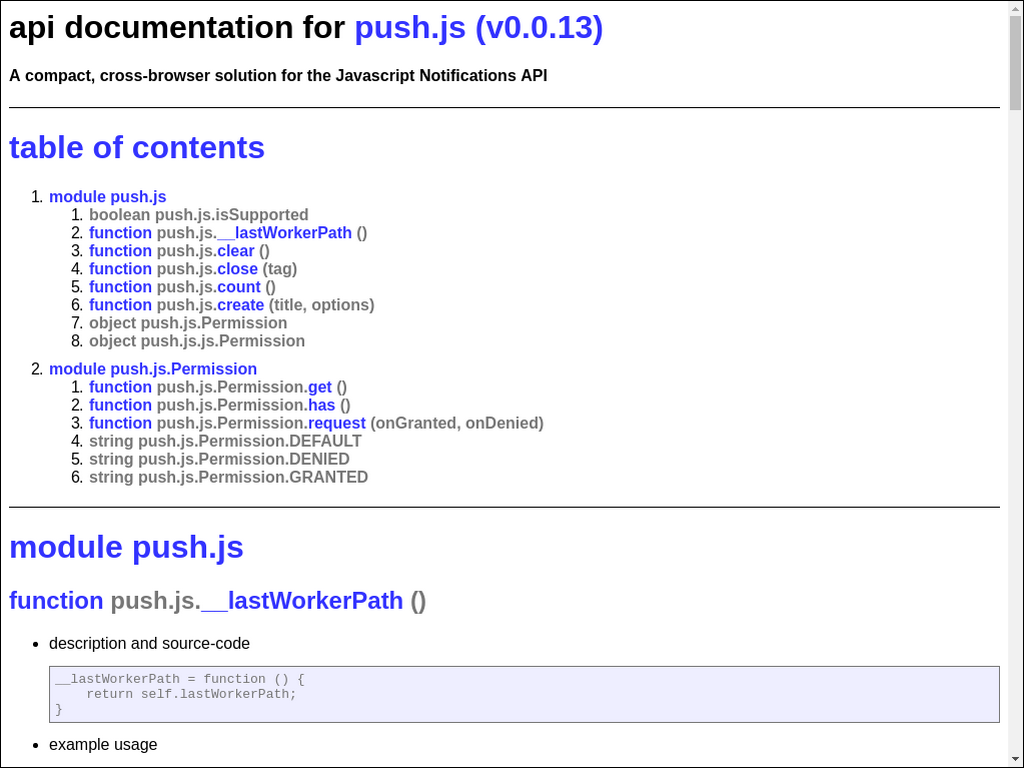 api documentation for push.js (v0.0.13)
A compact, cross-browser solution for the Javascript Notifications API
table of contents
1. module push.js
1. boolean push.js.isSupported
2. function push.js.__lastWorkerPath ()
3. function push.js.clear ()
4. function push.js.close (tag)
5. function push.js.count ()
6. function push.js.create (title, options)
7. object push.js.Permission
8. object push.js.js.Permission
2. module push.js.Permission
1. function push.js.Permission.get ()
2. function push.js.Permission.has ()
3. function push.js.Permission.request (onGranted, onDenied)
4. string push.js.Permission.DEFAULT
5. string push.js.Permission.DENIED
6. string push.js.Permission.GRANTED
module push.js
function push.js.__lastWorkerPath ()
• description and source-code
__lastWorkerPath = function () {
    return self.lastWorkerPath;
}
• example usage